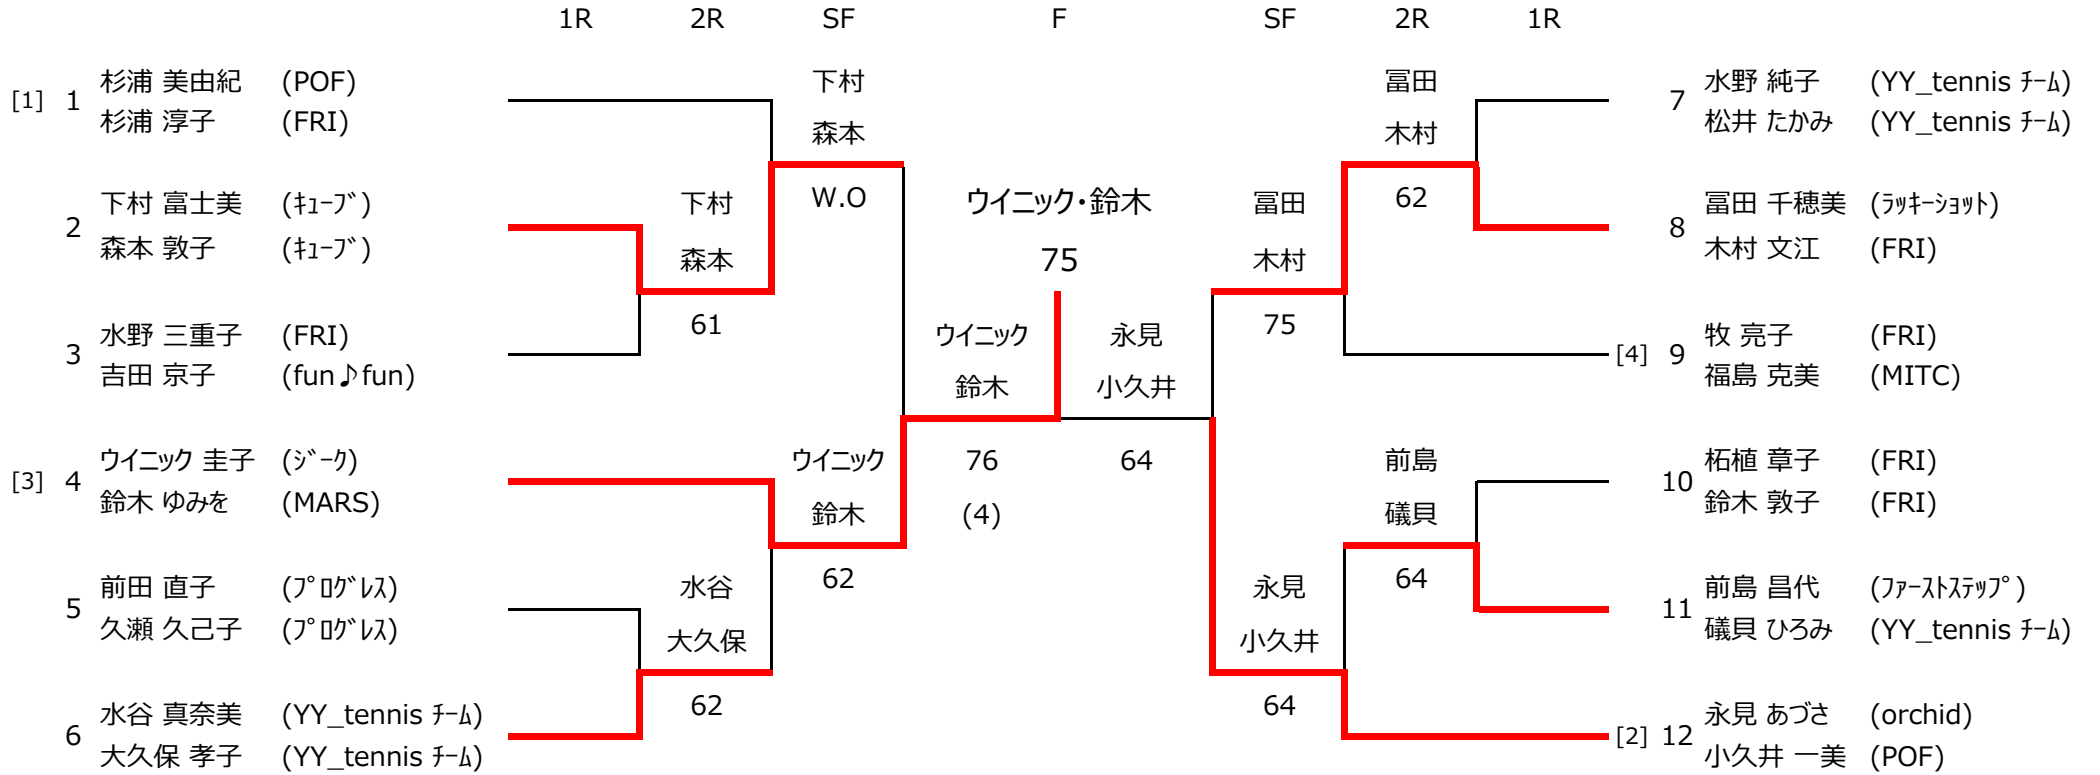 1R 2R SF F SF 2R 1R
[1] 1 杉浦 美由紀 (POF)
杉浦 淳子 (FRI)
2 下村 富士美 (ｷｭｰﾌﾞ)
森本 敦子 (ｷｭｰﾌﾞ)
3 水野 三重子 (FRI)
吉田 京子 (fun♪fun)
[3] 4 ウイニック 圭子 (ｼﾞｰｸ)
鈴木 ゆみを (MARS)
5 前田 直子 (ﾌﾟﾛｸﾞﾚｽ)
久瀬 久己子 (ﾌﾟﾛｸﾞﾚｽ)
6 水谷 真奈美 (YY_tennis ﾁｰﾑ)
大久保 孝子 (YY_tennis ﾁｰﾑ)
下村
森本
61
水谷
大久保
62
下村
森本
W.O
ウイニック
鈴木
62
ウイニック
鈴木
76
(4)
ウイニック・鈴木
75
永見
小久井
64
冨田
木村
75
永見
小久井
64
冨田
木村
62
前島
礒貝
64
7 水野 純子 (YY_tennis ﾁｰﾑ)
松井 たかみ (YY_tennis ﾁｰﾑ)
8 冨田 千穂美 (ﾗｯｷｰｼｮｯﾄ)
木村 文江 (FRI)
[4] 9 牧 亮子 (FRI)
福島 克美 (MITC)
10 柘植 章子 (FRI)
鈴木 敦子 (FRI)
11 前島 昌代 (ﾌｧｰｽﾄｽﾃｯﾌﾟ)
礒貝 ひろみ (YY_tennis ﾁｰﾑ)
[2] 12 永見 あづさ (orchid)
小久井 一美 (POF)